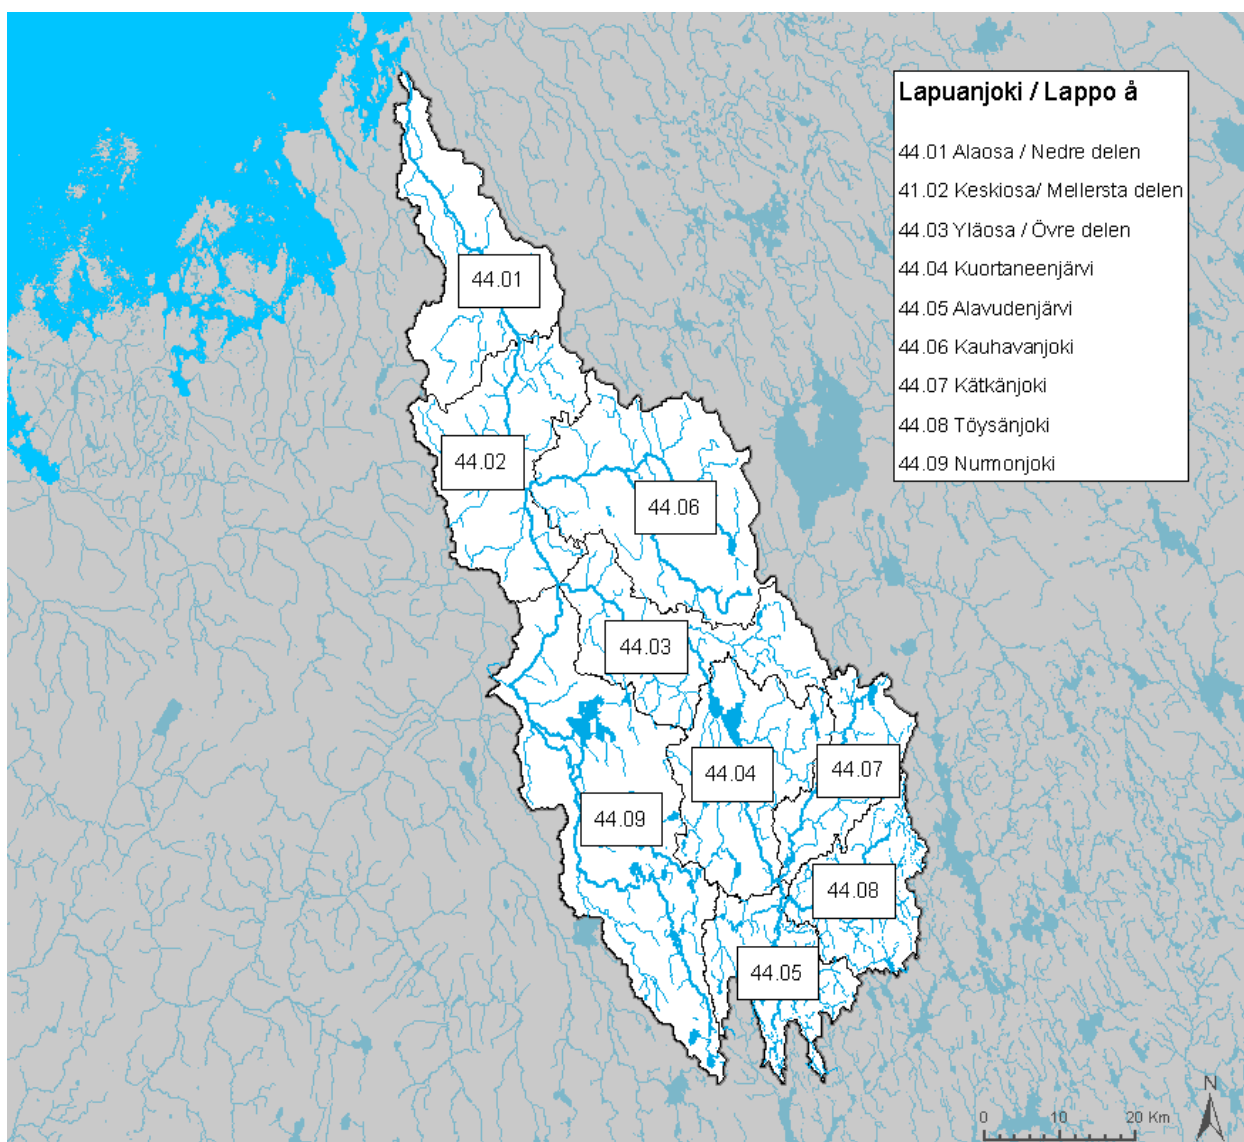 Lapuanjoki / Lappo å
44.01 Alaosa / Nedre delen
41.02 Keskiosa/ Mellersta delen
44.03 Yläosa / Övre delen
44.04 Kuortaneenjärvi
44.05 Alavudenjärvi
44.06 Kauhavanjoki
44.07 Kätkänjoki
44.08 Töysänjoki
44.09 Nurmonjoki
44.01
44.02
44.06
44.03
44.04
44.07
44.09
44.08
44.05
N
0 10 20 Km